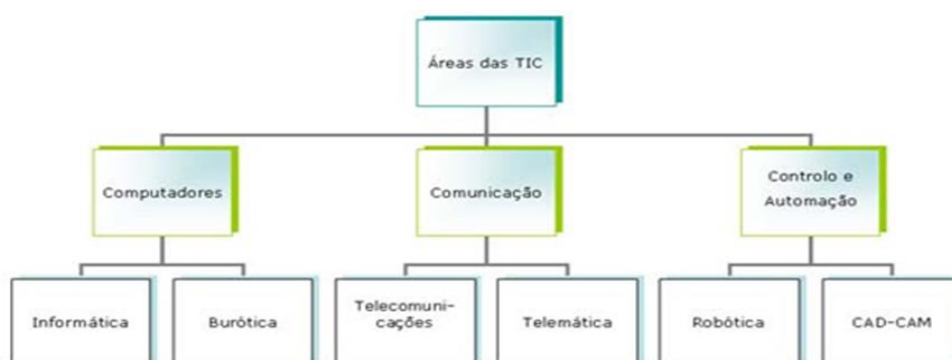 Áreas das TIC
Computadores
Comunicação
Controlo e
Automação
Informática
Burótica
Telecomuni-
cações
Telemática
Robótica
CAD-CAM